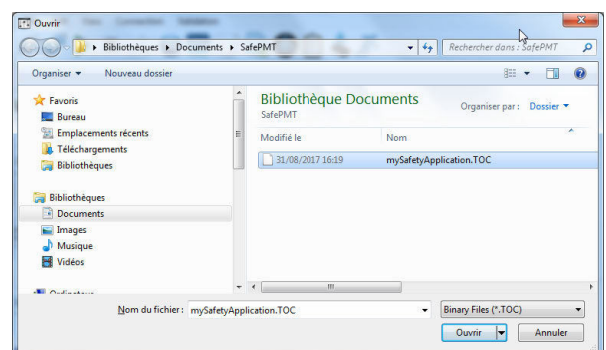 Ouvrir
Bibliothèques ▸ Documents ▸ SafePMT
Rechercher dans : SafePMT
Organiser ▾ Nouveau dossier
Favoris
Bureau
Emplacements récents
Téléchargements
Bibliothèques
Bibliothèques
Documents
Images
Musique
Vidéos
Bibliothèque Documents
SafePMT
Organiser par : Dossier ▾
Modifié le Nom
31/08/2017 16:19 mySafetyApplication.TOC
Nom du fichier : mySafetyApplication.TOC
Binary Files (*.TOC)
Ouvrir Annuler